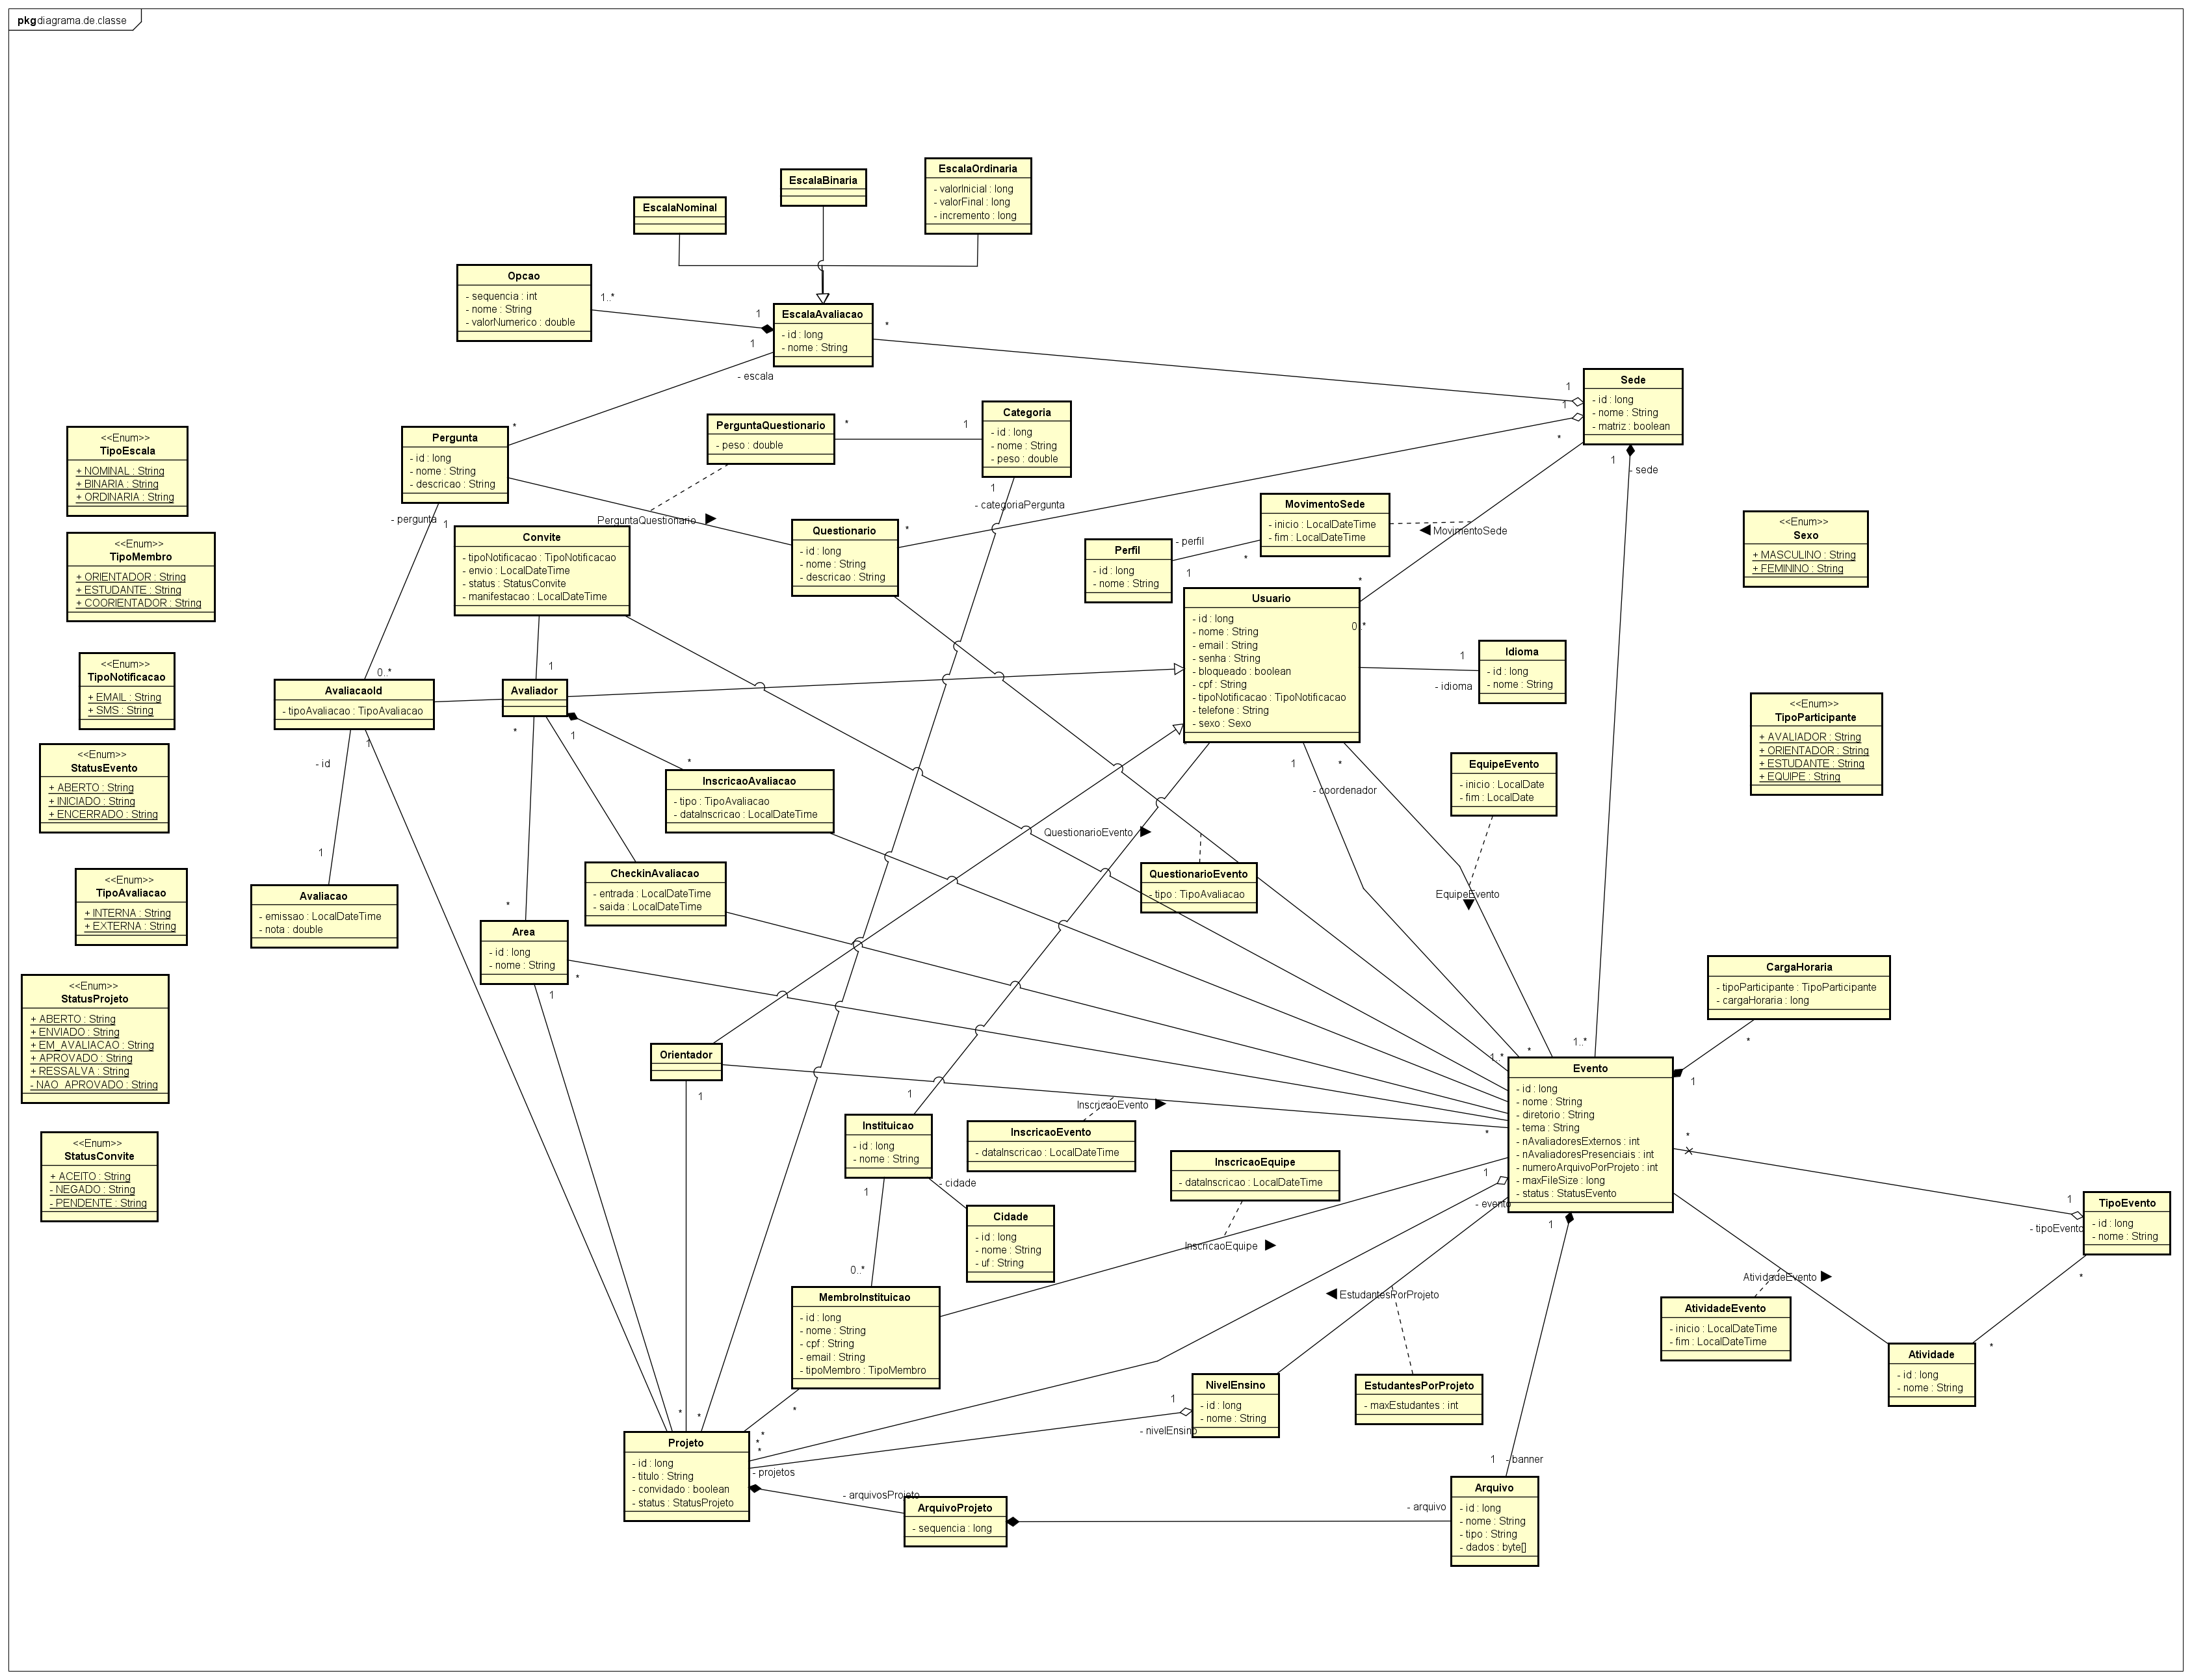 pkg diagrama.de.classe
EscalaNominal
EscalaBinaria
EscalaOrdinaria
- valorInicial : long
- valorFinal : long
- incremento : long
Opcao
- sequencia : int
- nome : String
- valorNumerico : double
1..*
1
EscalaAvaliacao
- id : long
- nome : String
*
1
- escala
Sede
- id : long
- nome : String
- matriz : boolean
1
1
*
1
- sede
<<Enum>>
TipoEscala
+ NOMINAL : String
+ BINARIA : String
+ ORDINARIA : String
Pergunta
- id : long
- nome : String
- descricao : String
*
- pergunta
1
PerguntaQuestionario
- peso : double
*
1
Categoria
- id : long
- nome : String
- peso : double
1
- categoriaPergunta
PerguntaQuestionario
<<Enum>>
TipoMembro
+ ORIENTADOR : String
+ ESTUDANTE : String
+ COORIENTADOR : String
Convite
- tipoNotificacao : TipoNotificacao
- envio : LocalDateTime
- status : StatusConvite
- manifestacao : LocalDateTime
Questionario
- id : long
- nome : String
- descricao : String
*
Perfil
- id : long
- nome : String
- perfil
*
MovimentoSede
- inicio : LocalDateTime
- fim : LocalDateTime
MovimentoSede
<<Enum>>
Sexo
+ MASCULINO : String
+ FEMININO : String
1
*
Usuario
- id : long
- nome : String
- email : String
- senha : String
- bloqueado : boolean
- cpf : String
- tipoNotificacao : TipoNotificacao
- telefone : String
- sexo : Sexo
0..*
1
- idioma
Idioma
- id : long
- nome : String
<<Enum>>
TipoNotificacao
+ EMAIL : String
+ SMS : String
0..*
AvaliacaoId
- tipoAvaliacao : TipoAvaliacao
1
- id
1
Avaliador
*
1
<<Enum>>
TipoParticipante
+ AVALIADOR : String
+ ORIENTADOR : String
+ ESTUDANTE : String
+ EQUIPE : String
<<Enum>>
StatusEvento
+ ABERTO : String
+ INICIADO : String
+ ENCERRADO : String
*
InscricaoAvaliacao
- tipo : TipoAvaliacao
- dataInscricao : LocalDateTime
*
1
- coordenador
*
EquipeEvento
- inicio : LocalDate
- fim : LocalDate
EquipeEvento
QuestionarioEvento
QuestionarioEvento
- tipo : TipoAvaliacao
<<Enum>>
TipoAvaliacao
+ INTERNA : String
+ EXTERNA : String
1
Avaliacao
- emissao : LocalDateTime
- nota : double
CheckinAvaliacao
- entrada : LocalDateTime
- saida : LocalDateTime
*
Area
- id : long
- nome : String
*
1
CargaHoraria
- tipoParticipante : TipoParticipante
- cargaHoraria : long
*
1
<<Enum>>
StatusProjeto
+ ABERTO : String
+ ENVIADO : String
+ EM_AVALIACAO : String
+ APROVADO : String
+ RESSALVA : String
- NAO_APROVADO : String
Orientador
1
1..*
*
1..*
Evento
- id : long
- nome : String
- diretorio : String
- tema : String
- nAvaliadoresExternos : int
- nAvaliadoresPresenciais : int
- numeroArquivoPorProjeto : int
- maxFileSize : long
- status : StatusEvento
*
1
- evento
1
*
1
Instituicao
- id : long
- nome : String
1
- cidade
InscricaoEvento
InscricaoEvento
- dataInscricao : LocalDateTime
InscricaoEquipe
- dataInscricao : LocalDateTime
InscricaoEquipe
<<Enum>>
StatusConvite
+ ACEITO : String
- NEGADO : String
- PENDENTE : String
Cidade
- id : long
- nome : String
- uf : String
1
- tipoEvento
TipoEvento
- id : long
- nome : String
*
0..*
MembroInstituicao
- id : long
- nome : String
- cpf : String
- email : String
- tipoMembro : TipoMembro
*
EstudantesPorProjeto
AtividadeEvento
AtividadeEvento
- inicio : LocalDateTime
- fim : LocalDateTime
Atividade
- id : long
- nome : String
*
1
- nivelEnsino
NivelEnsino
- id : long
- nome : String
EstudantesPorProjeto
- maxEstudantes : int
*
*
*
*
Projeto
- id : long
- titulo : String
- convidado : boolean
- status : StatusProjeto
- projetos
- arquivosProjeto
ArquivoProjeto
- sequencia : long
1
- banner
- arquivo
Arquivo
- id : long
- nome : String
- tipo : String
- dados : byte[]